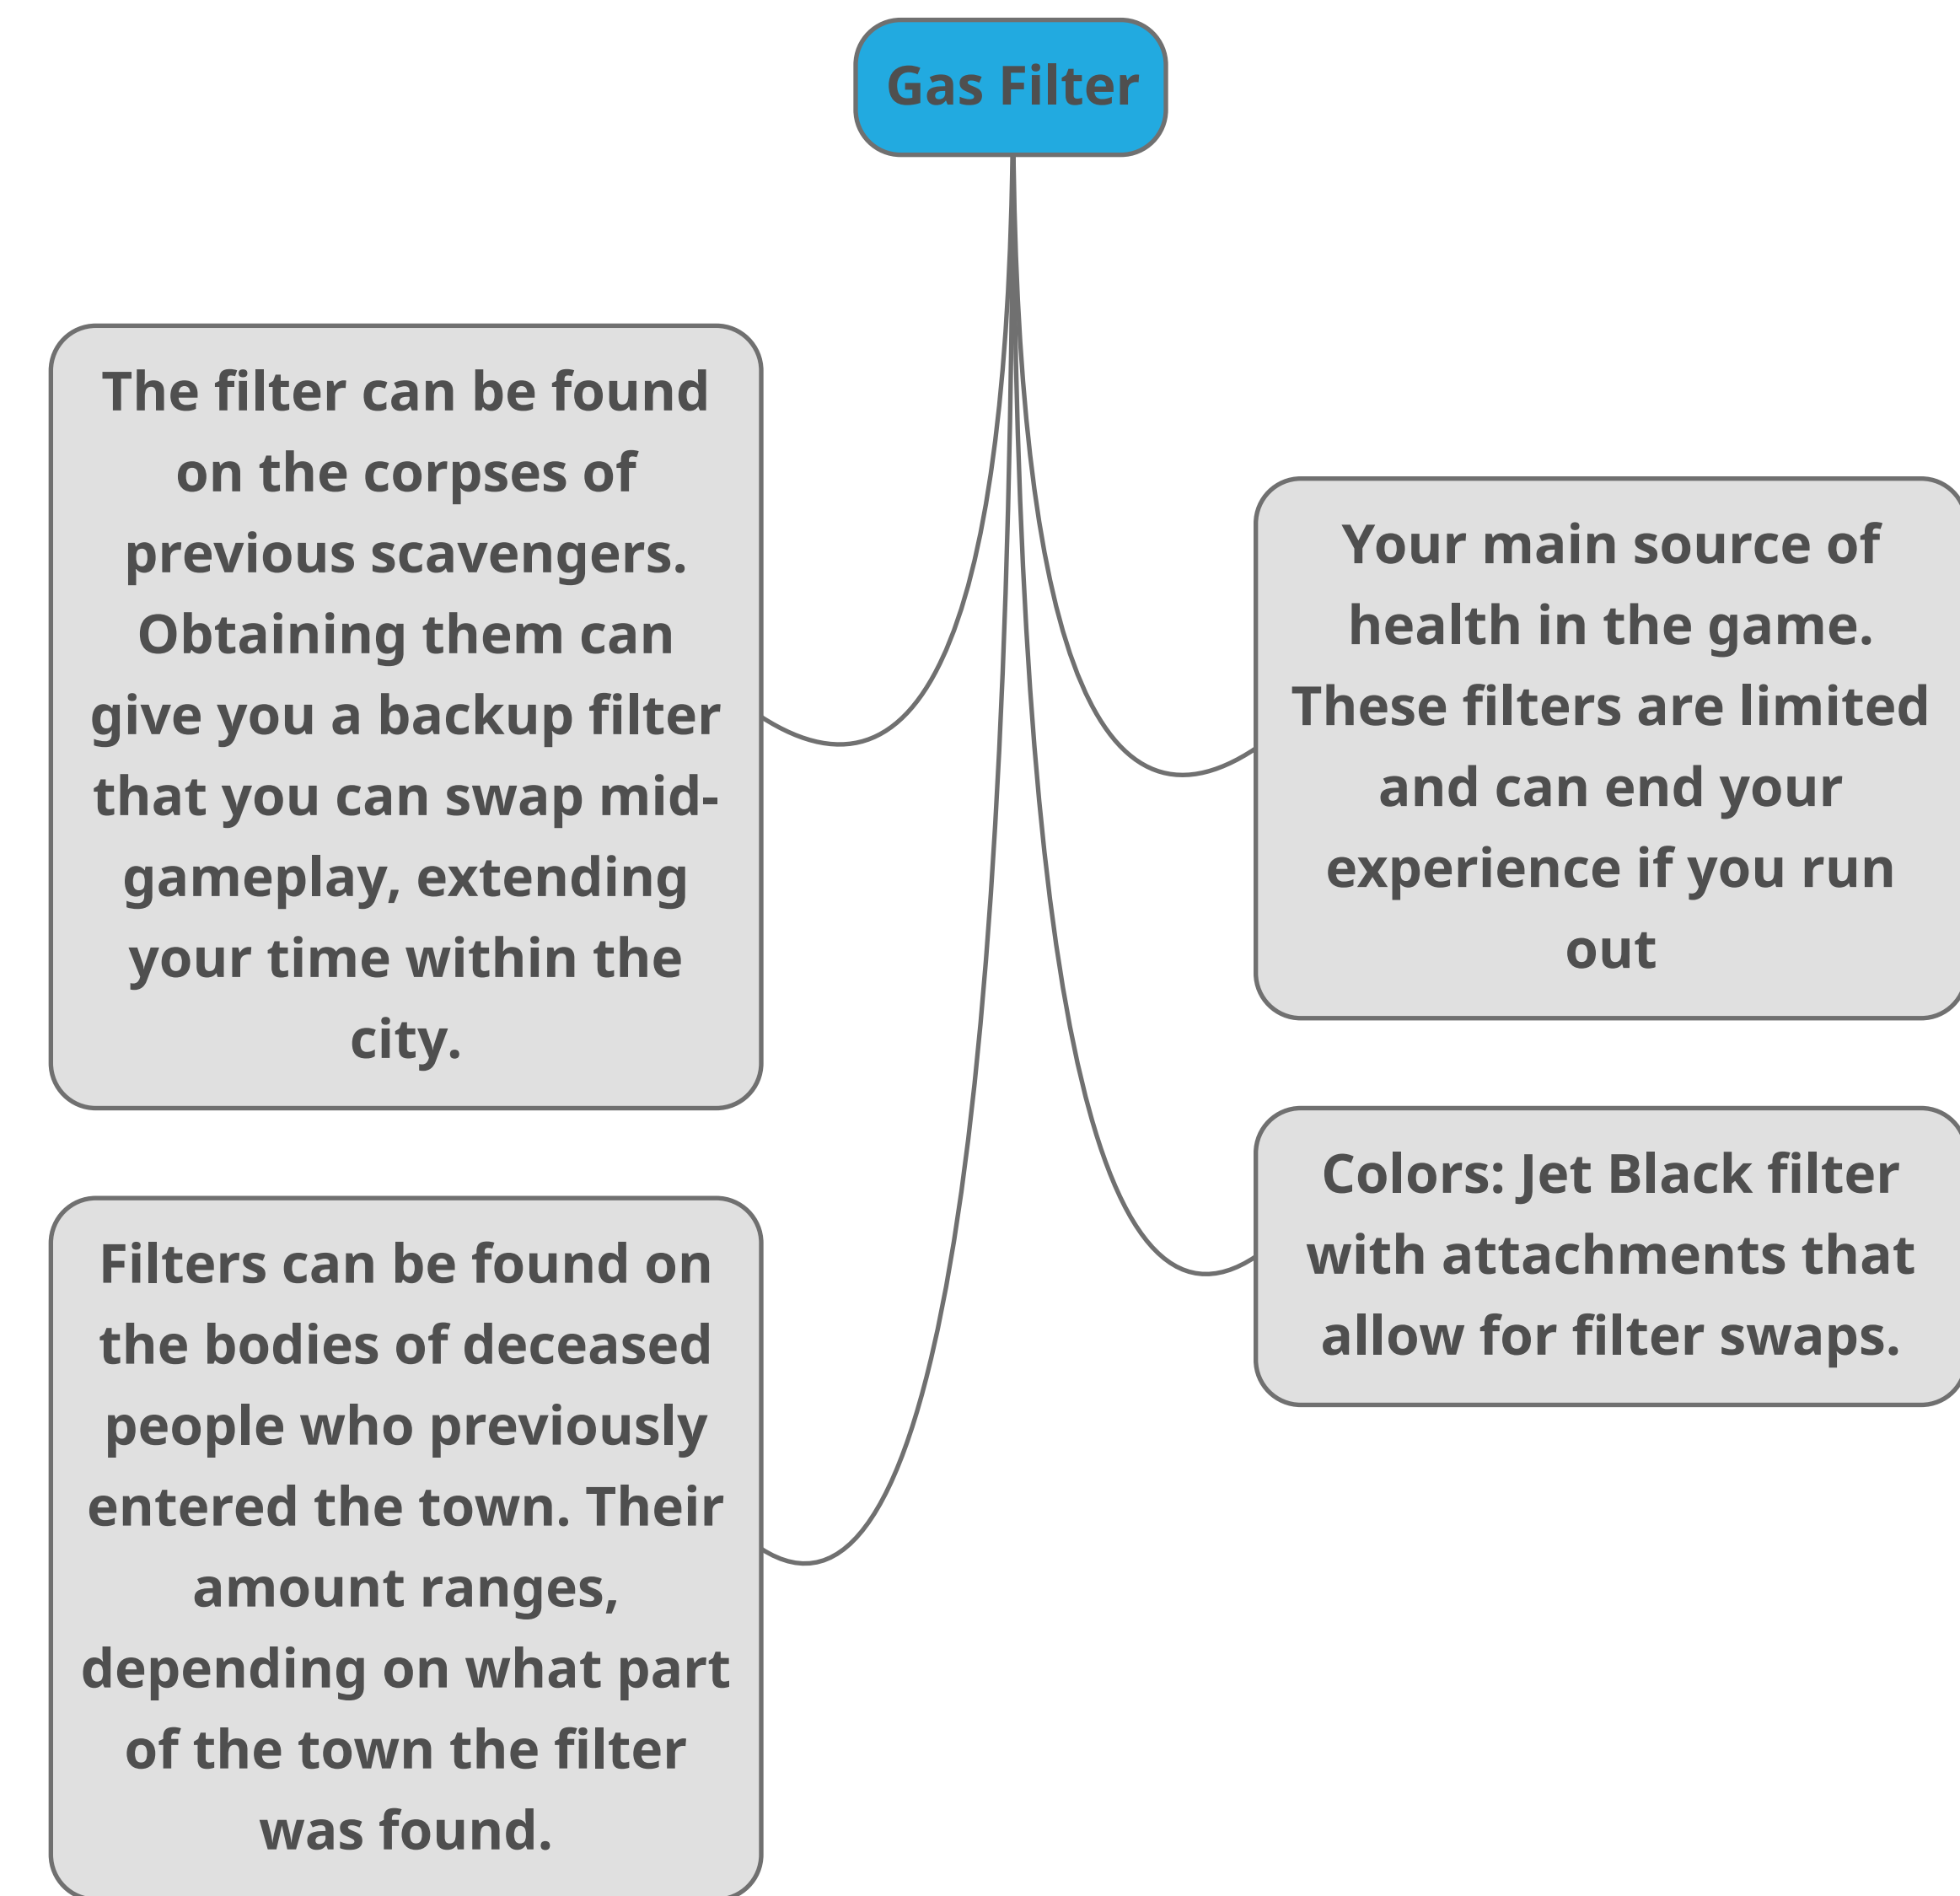 Gas Filter
The filter can be found
on the corpses of
previous scavengers.
Obtaining them can
give you a backup filter
that you can swap mid-
gameplay, extending
your time within the
city.
Your main source of
health in the game.
These filters are limited
and can end your
experience if you run
out
Filters can be found on
the bodies of deceased
people who previously
entered the town. Their
amount ranges,
depending on what part
of the town the filter
was found.
Colors: Jet Black filter
with attachments that
allow for filter swaps.